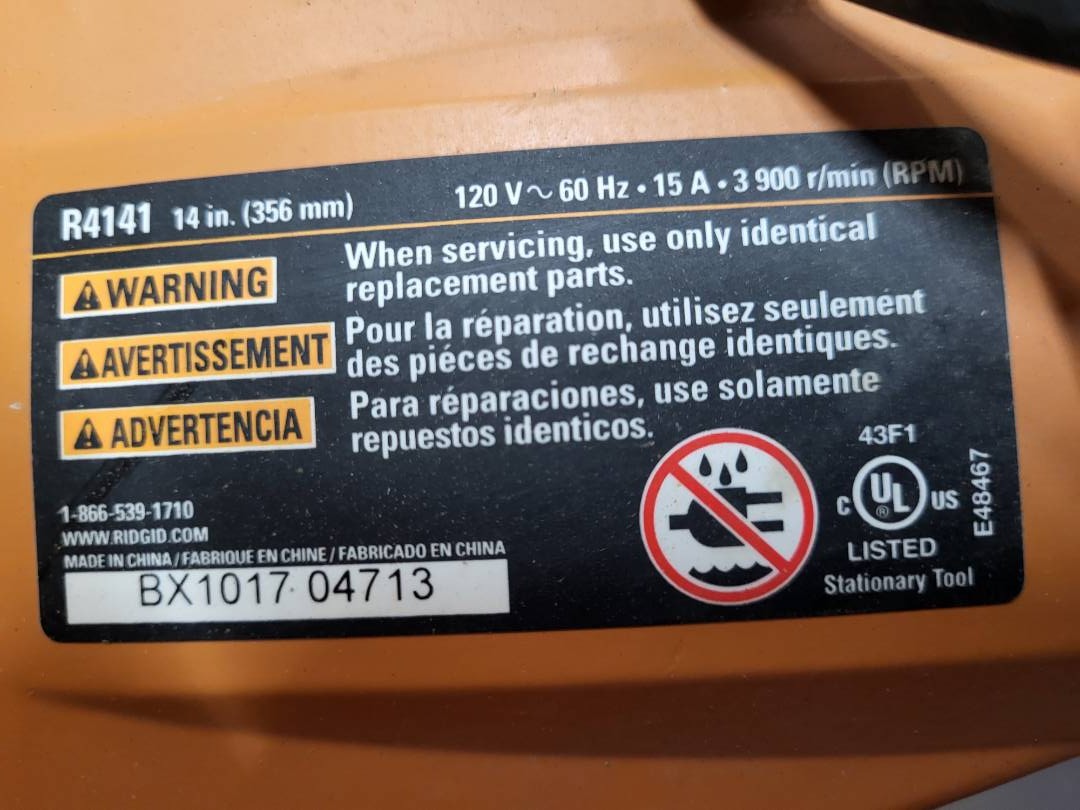 R4141 14 in. (356 mm) 120 V ~ 60 Hz • 15 A • 3 900 r/min (RPM)
WARNING
When servicing, use only identical
replacement parts.
AVERTISSEMENT
Pour la réparation, utilisez seulement
des piéces de rechange identiques.
ADVERTENCIA
Para réparaciones, use solamente
repuestos identicos.
1-866-539-1710
WWW.RIDGID.COM
MADE IN CHINA / FABRIQUE EN CHINE / FABRICADO EN CHINA
BX1017 04713
43F1
C UL ® US
LISTED
Stationary Tool
E48467